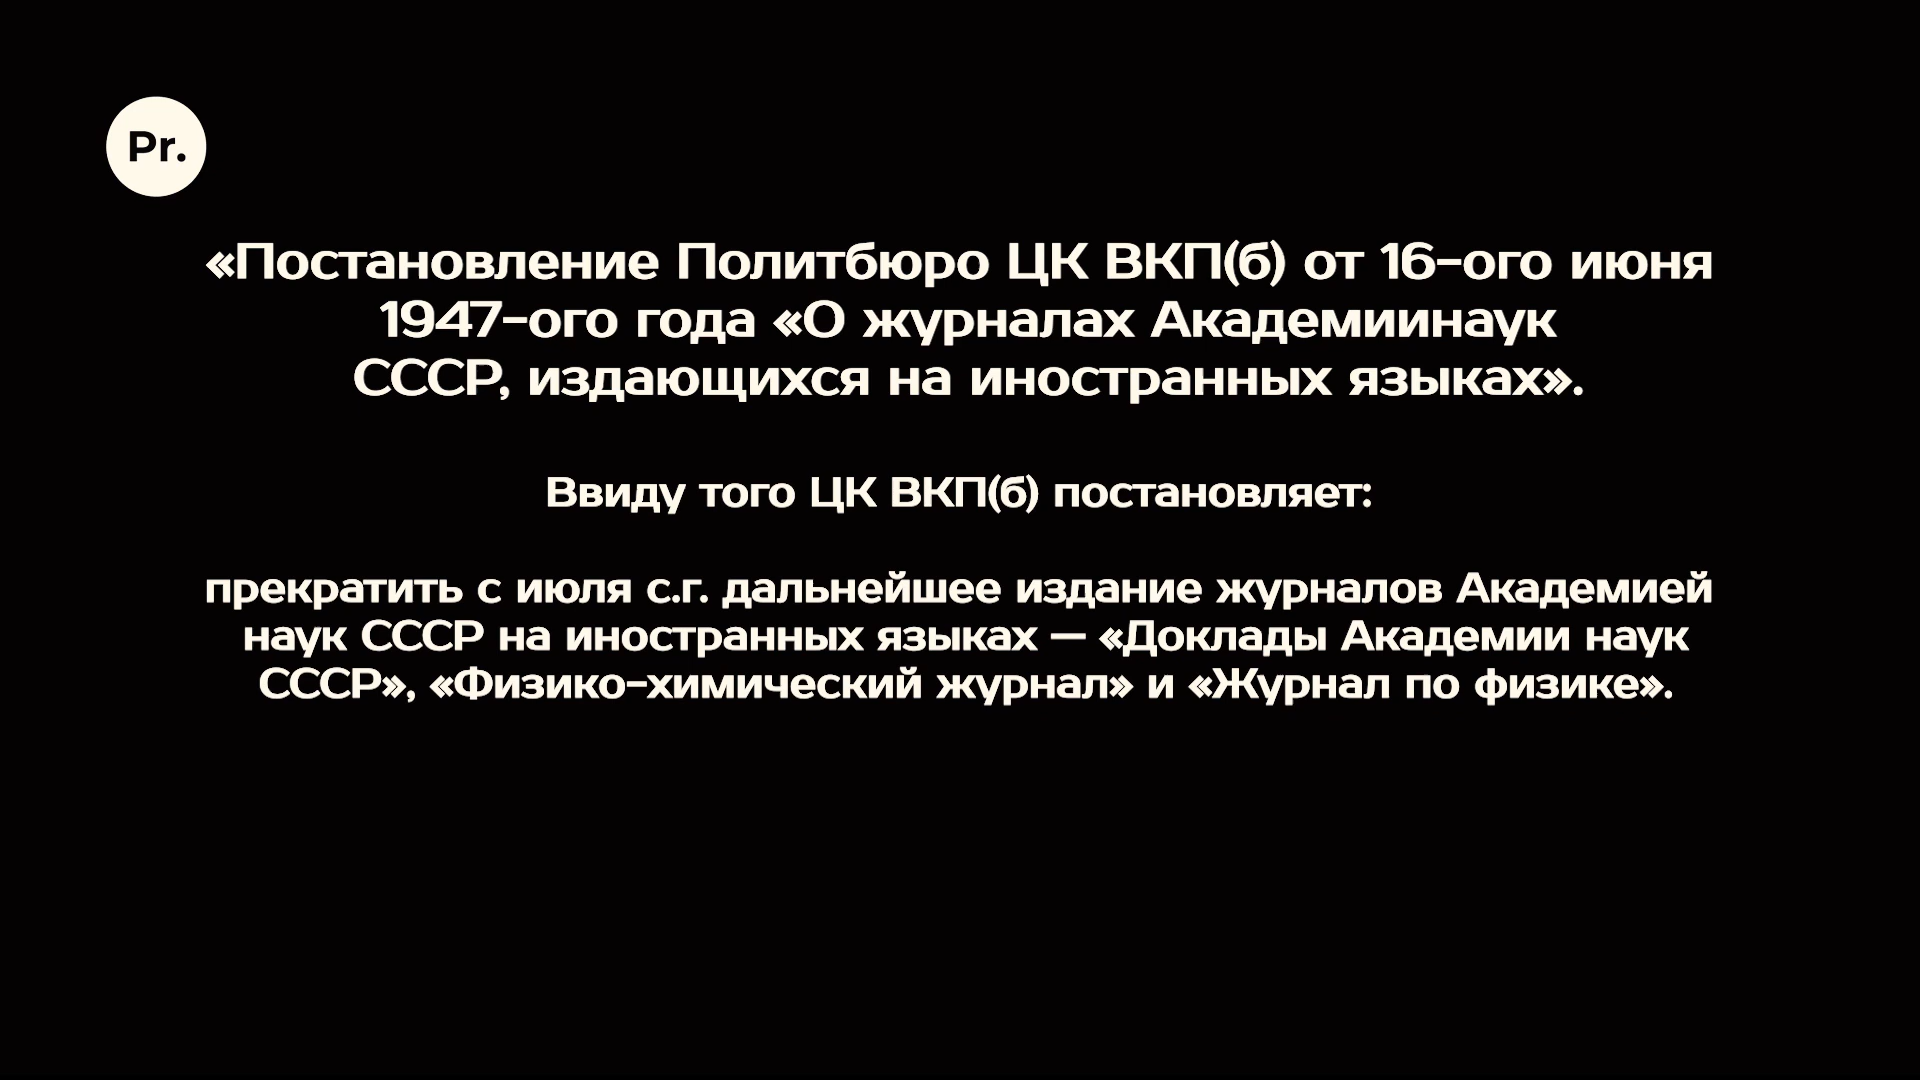 Pr.
«Постановление Политбюро ЦК ВКП(б) от 16-ого июня
1947-ого года «О журналах Академиинаук
СССР, издающихся на иностранных языках».
Ввиду того ЦК ВКП(б) постановляет:
прекратить с июля с.г. дальнейшее издание журналов Академией
наук СССР на иностранных языках — «Доклады Академии наук
СССР», «Физико-химический журнал» и «Журнал по физике».